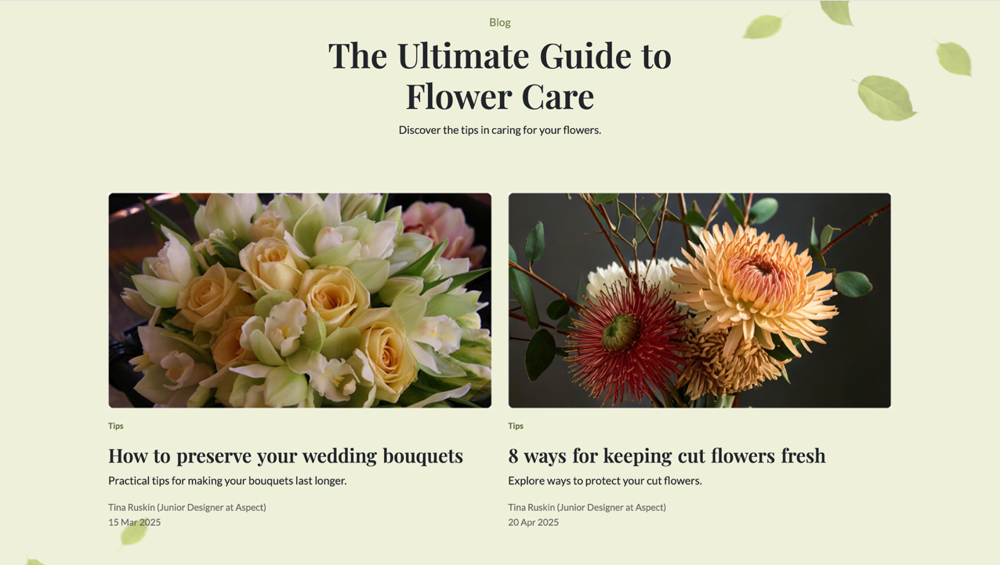 Blog
The Ultimate Guide to
Flower Care
Discover the tips in caring for your flowers.
Tips
How to preserve your wedding bouquets
Practical tips for making your bouquets last longer.
Tina Ruskin (Junior Designer at Aspect)
15 Mar 2025
Tips
8 ways for keeping cut flowers fresh
Explore ways to protect your cut flowers.
Tina Ruskin (Junior Designer at Aspect)
20 Apr 2025